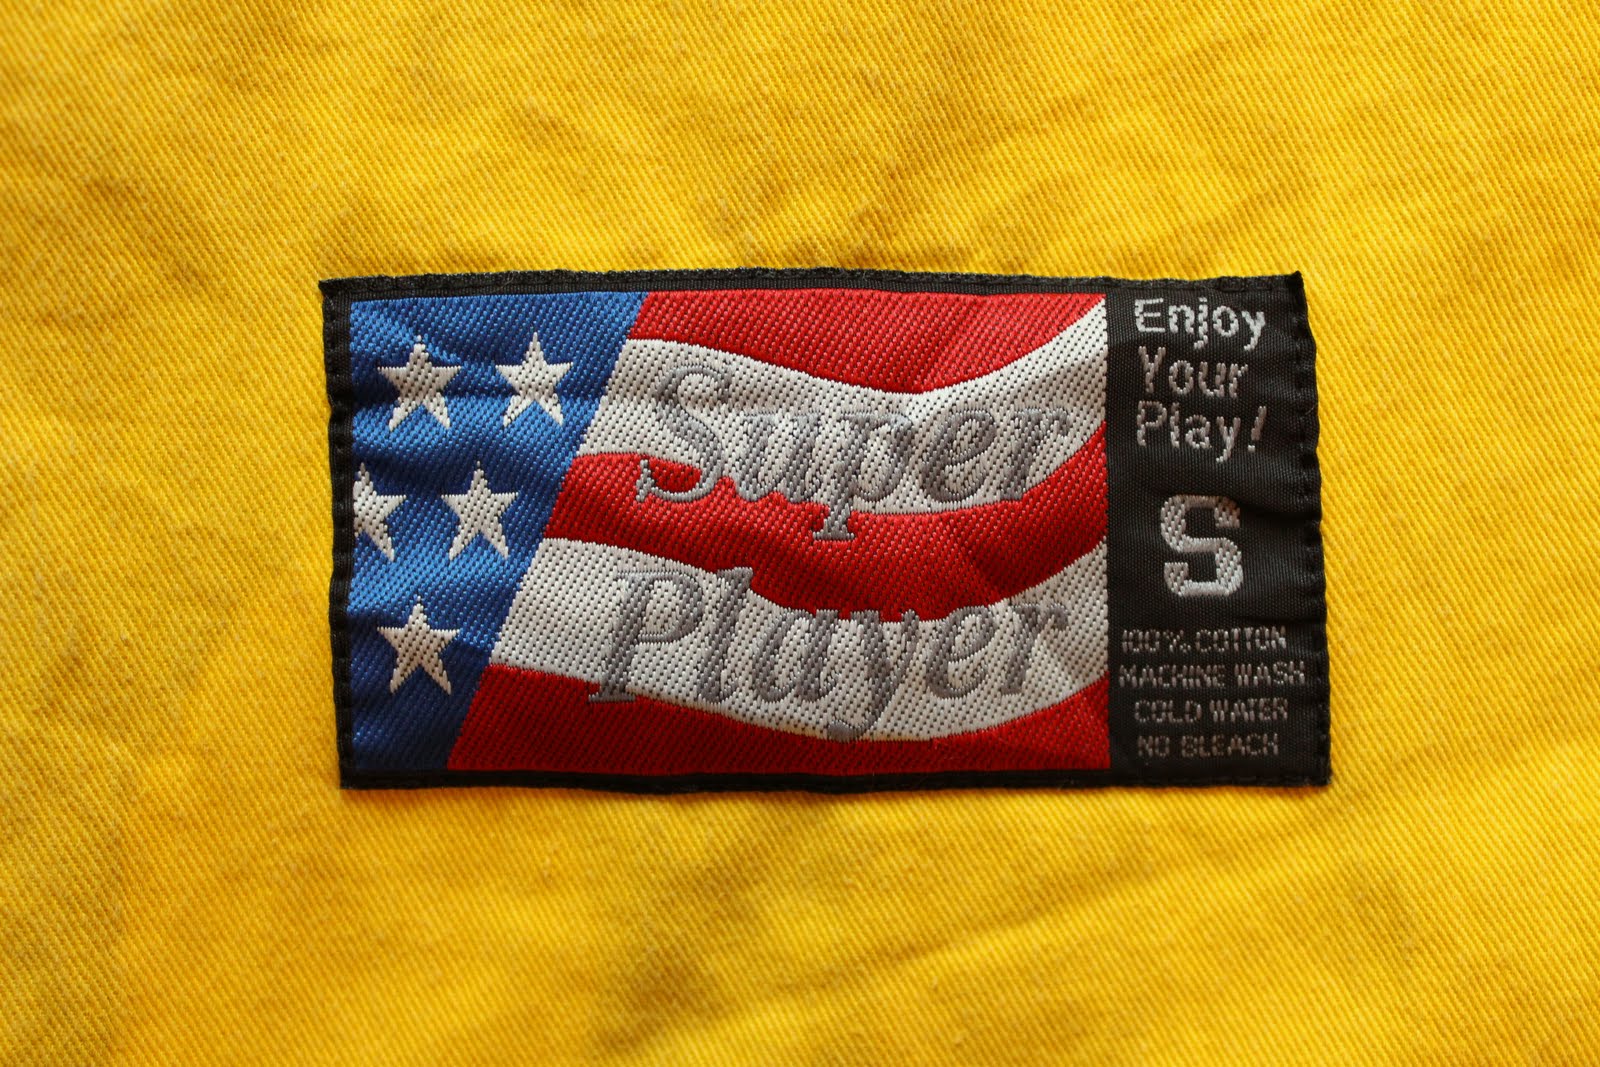 Super
Player
Enjoy
Your
Play!
S
100% COTTON
MACHINE WASH
COLD WATER
NO BLEACH